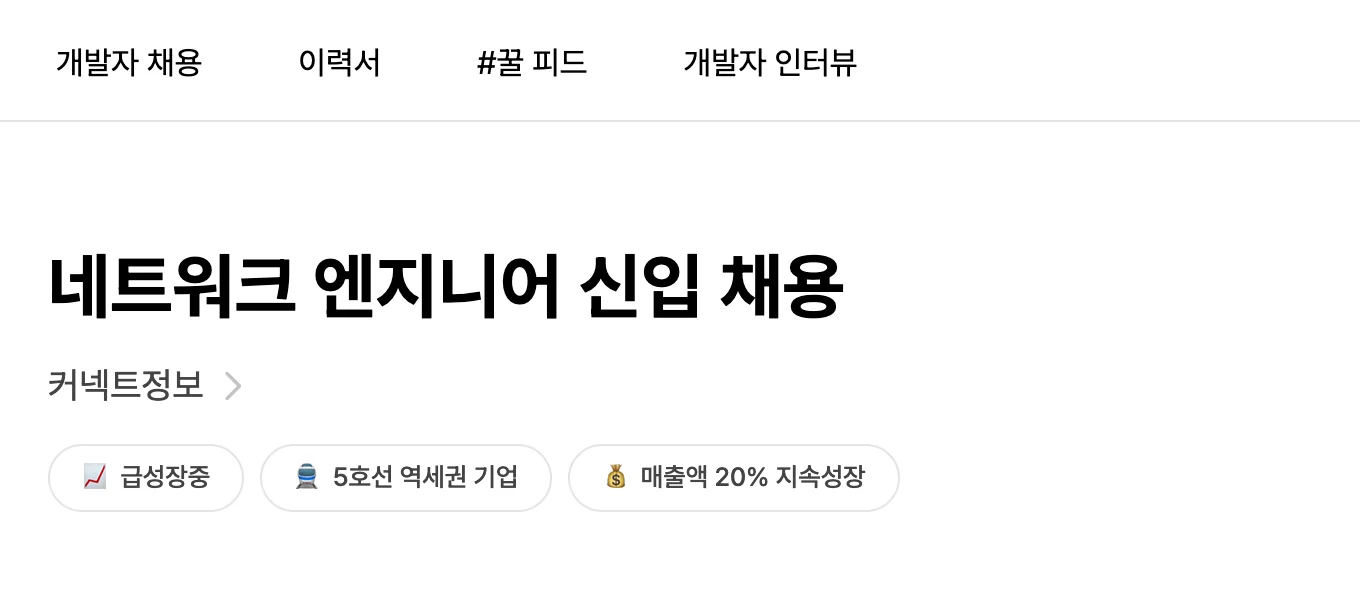 개발자 채용 이력서 #꿀 피드 개발자 인터뷰
네트워크 엔지니어 신입 채용
커넥트정보
급성장중 5호선 역세권 기업 매출액 20% 지속성장